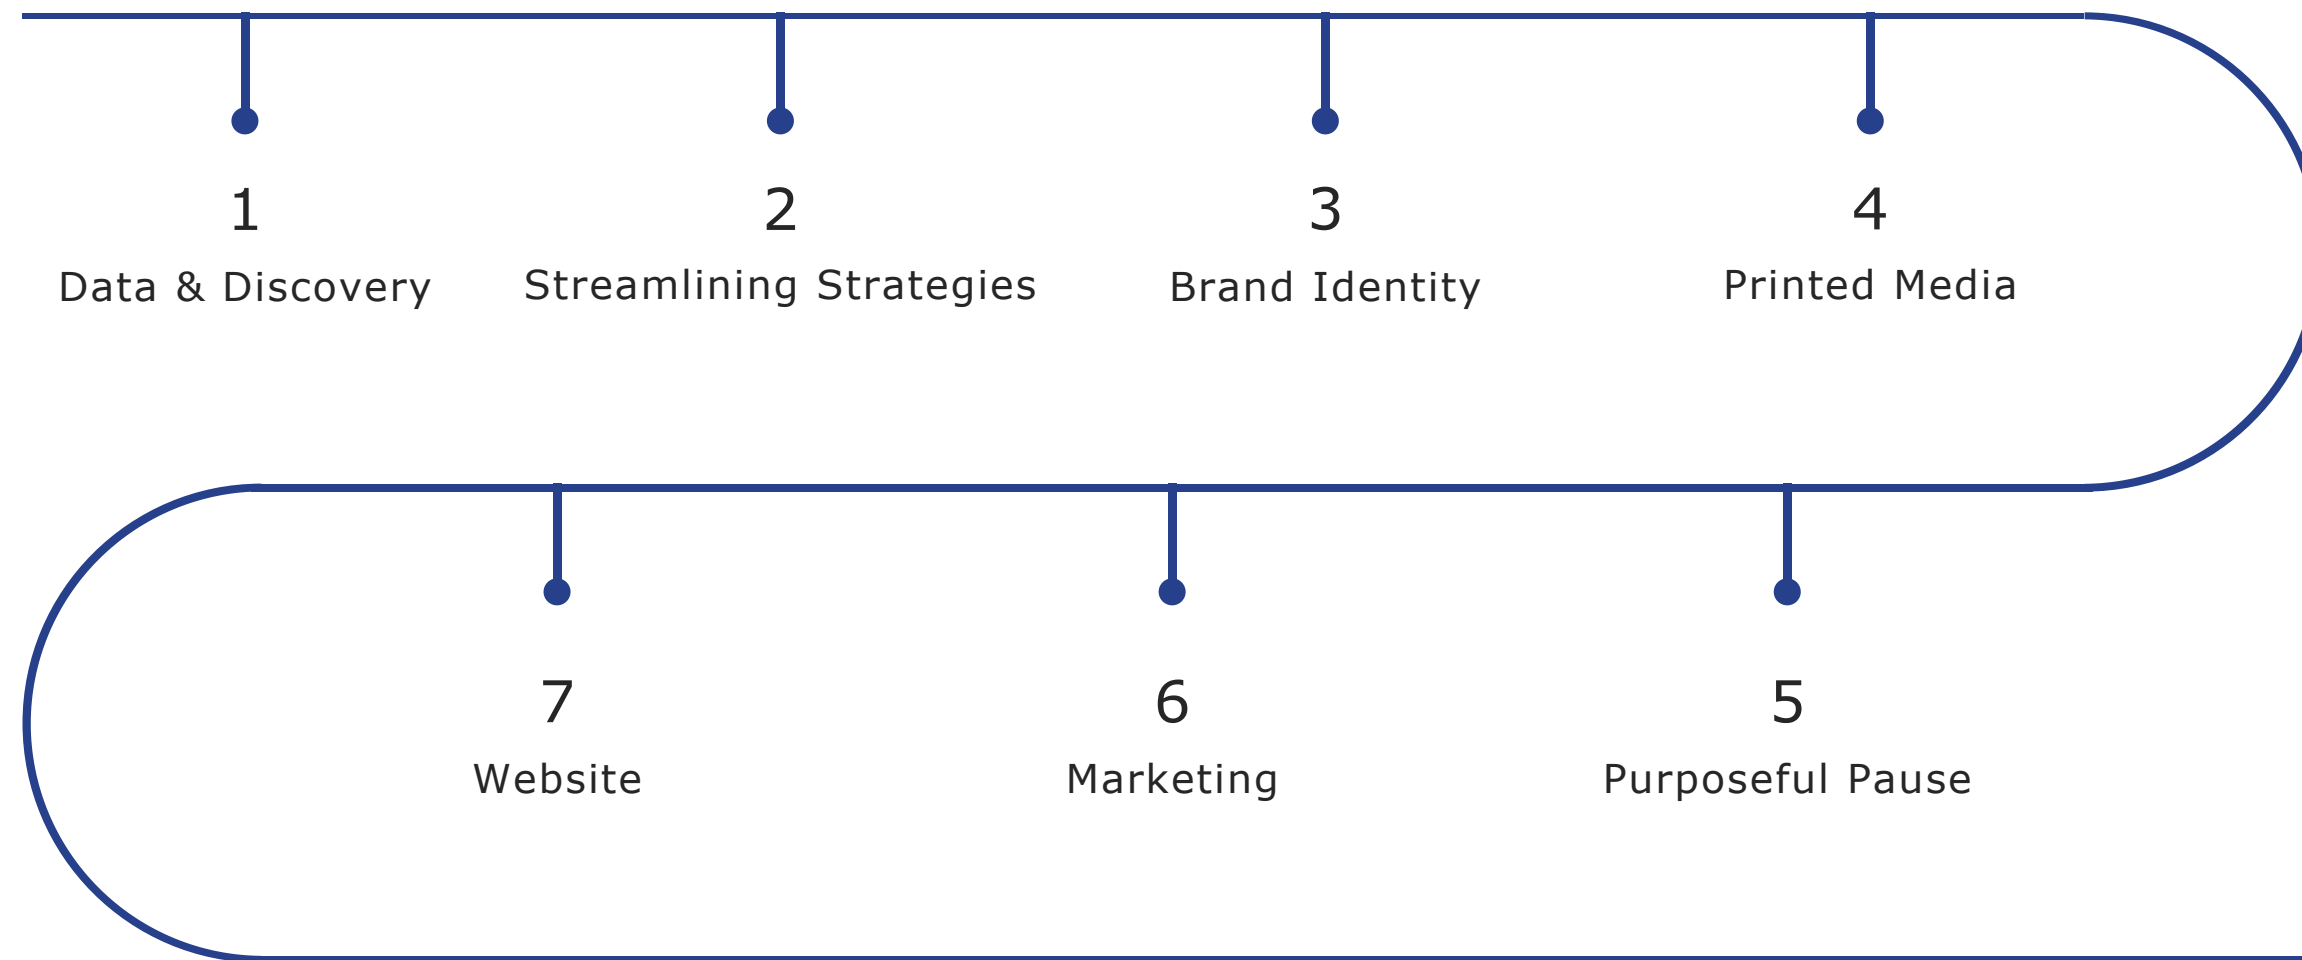 1
Data & Discovery
2
Streamlining Strategies
3
Brand Identity
4
Printed Media
5
Purposeful Pause
6
Marketing
7
Website